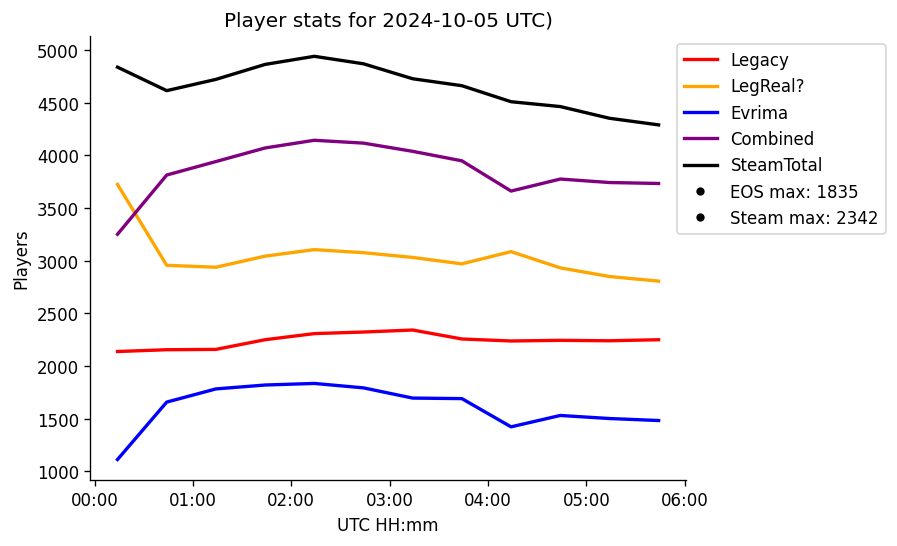 Player stats for 2024-10-05 UTC)
Players
5000
4500
4000
3500
3000
2500
2000
1500
1000
00:00 01:00 02:00 03:00 04:00 05:00 06:00
UTC HH:mm
Legacy
LegReal?
Evrima
Combined
SteamTotal
EOS max: 1835
Steam max: 2342